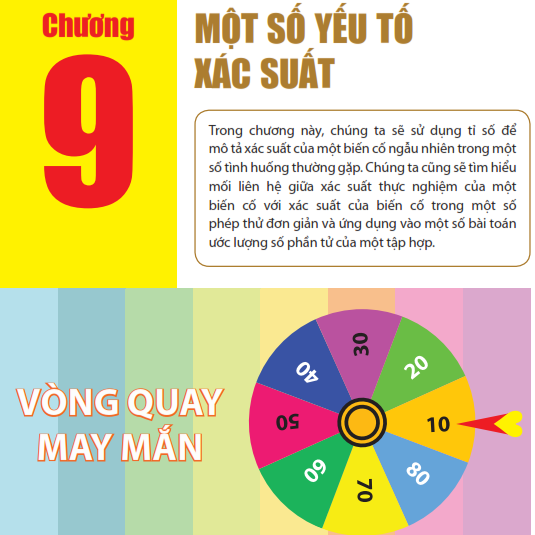 Chương
9
MỘT SỐ YẾU TỐ
XÁC SUẤT
Trong chương này, chúng ta sẽ sử dụng tỉ số để
mô tả xác suất của một biến cố ngẫu nhiên trong một
số tình huống thường gặp. Chúng ta cũng sẽ tìm hiểu
mối liên hệ giữa xác suất thực nghiệm của một
biến cố với xác suất của biến cố trong một số
phép thử đơn giản và ứng dụng vào một số bài toán
ước lượng số phần tử của một tập hợp.
VÒNG QUAY
MAY MẮN
30
20
10
80
70
60
50
40